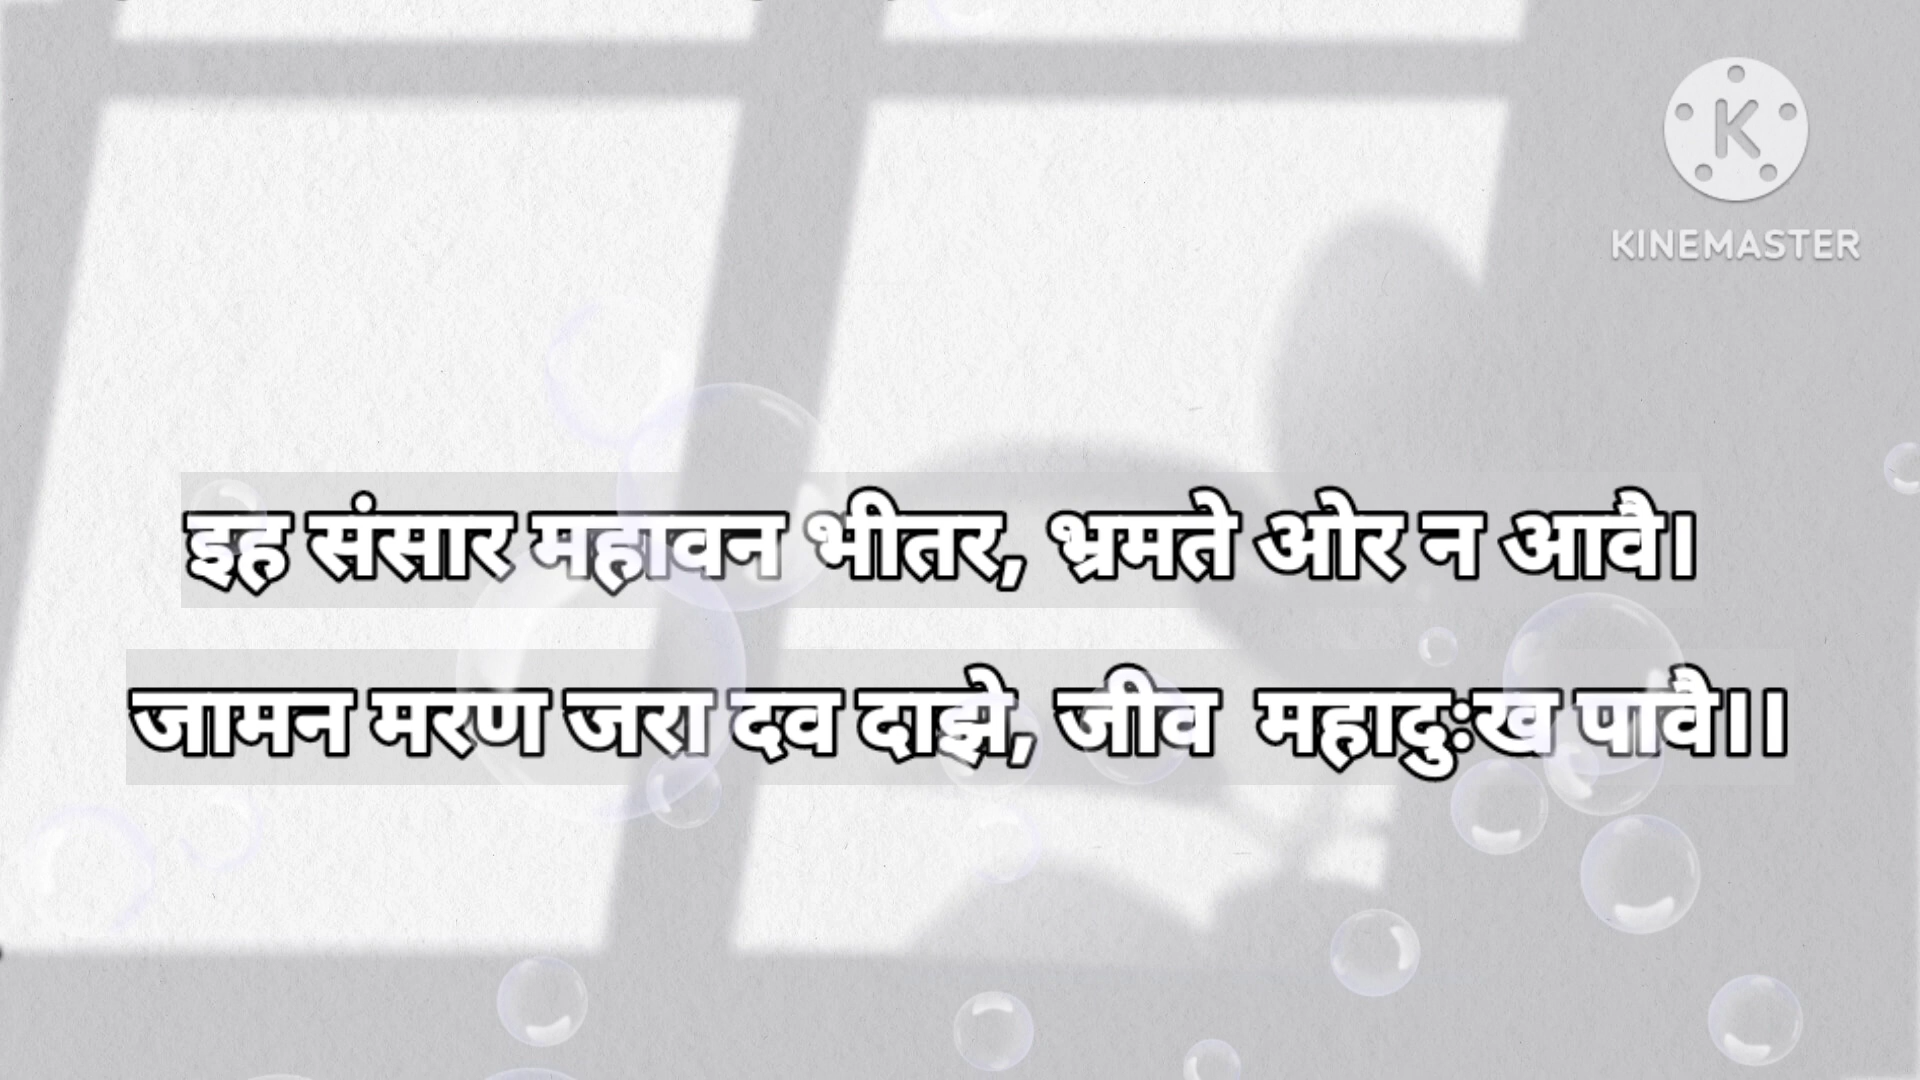 KINEMASTER
इह संसार महावन भीतर, भ्रमते ओर न आवै।
जामन मरण जरा दव दाझे, जीव महादुःख पावै।।